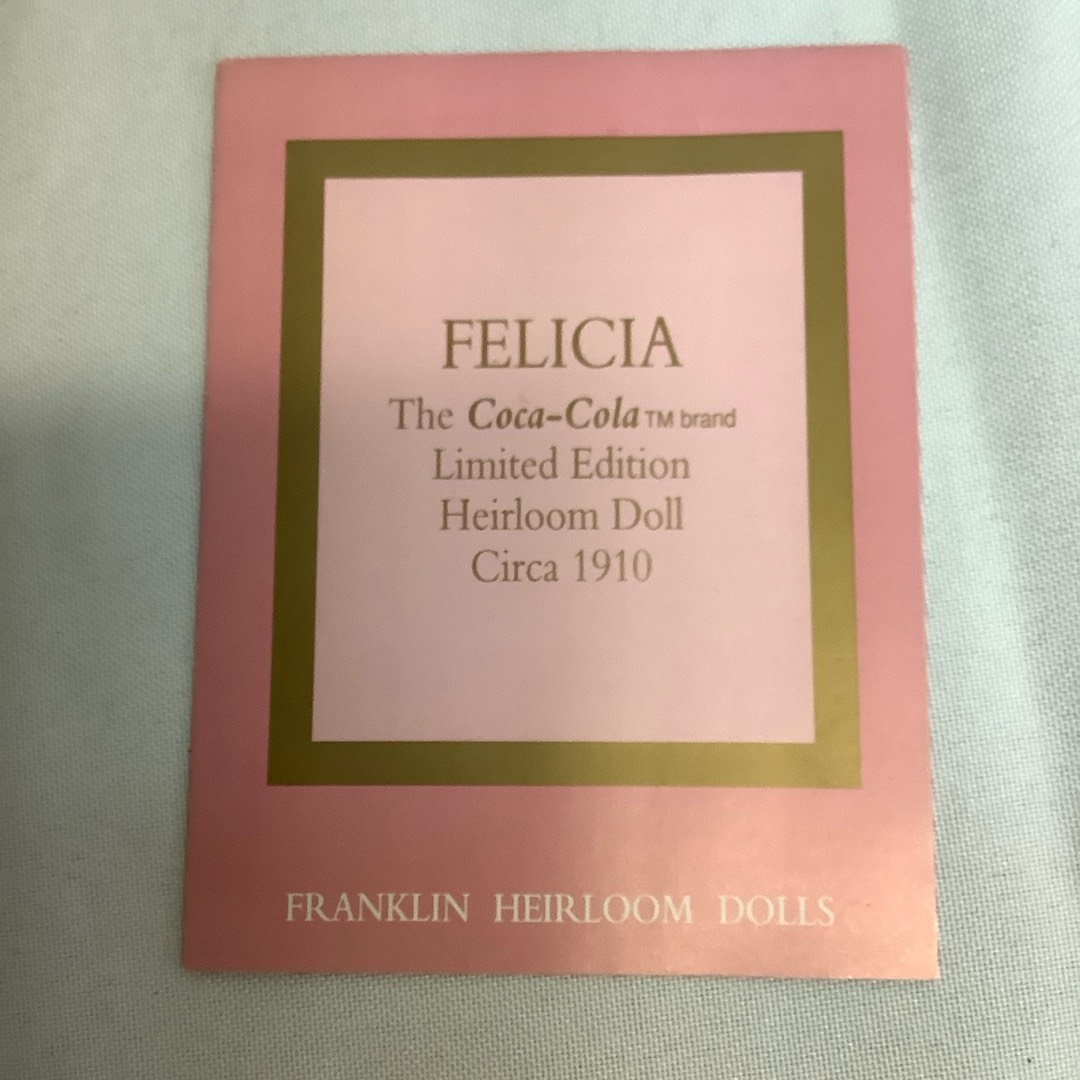 FELICIA
The Coca-Cola TM brand
Limited Edition
Heirloom Doll
Circa 1910
FRANKLIN HEIRLOOM DOLLS